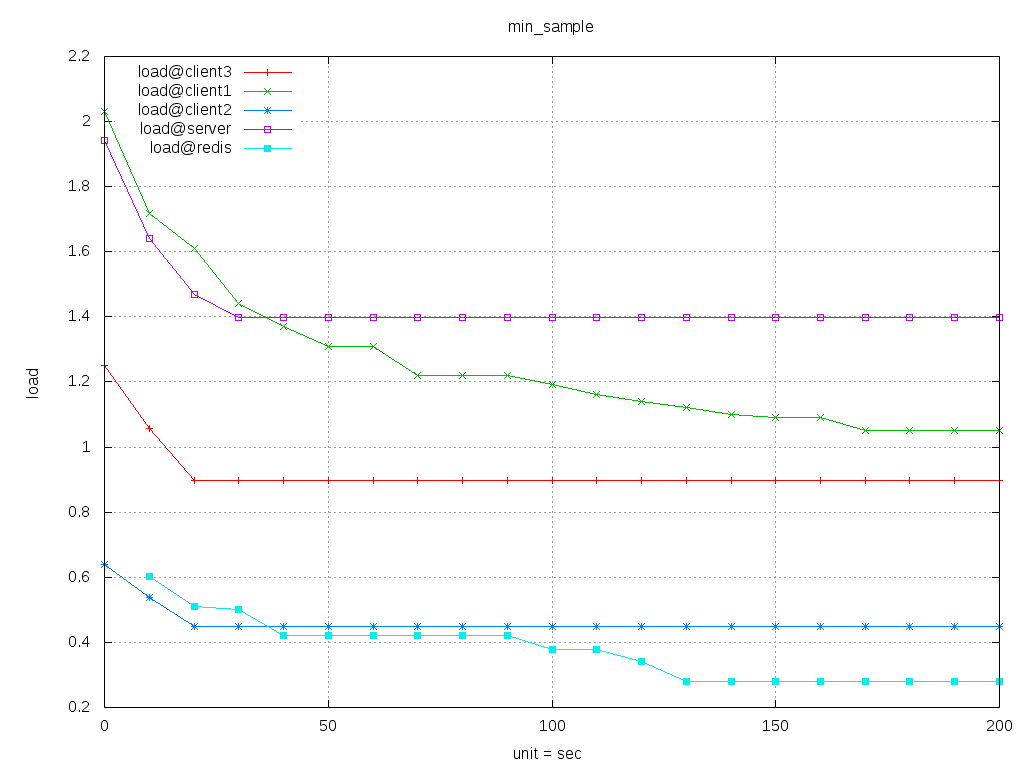 min_sample
2.2
2
1.8
1.6
1.4
1.2
1
0.8
0.6
0.4
0.2
load
load@client3
load@client1
load@client2
load@server
load@redis
0 50 100 150 200
unit = sec